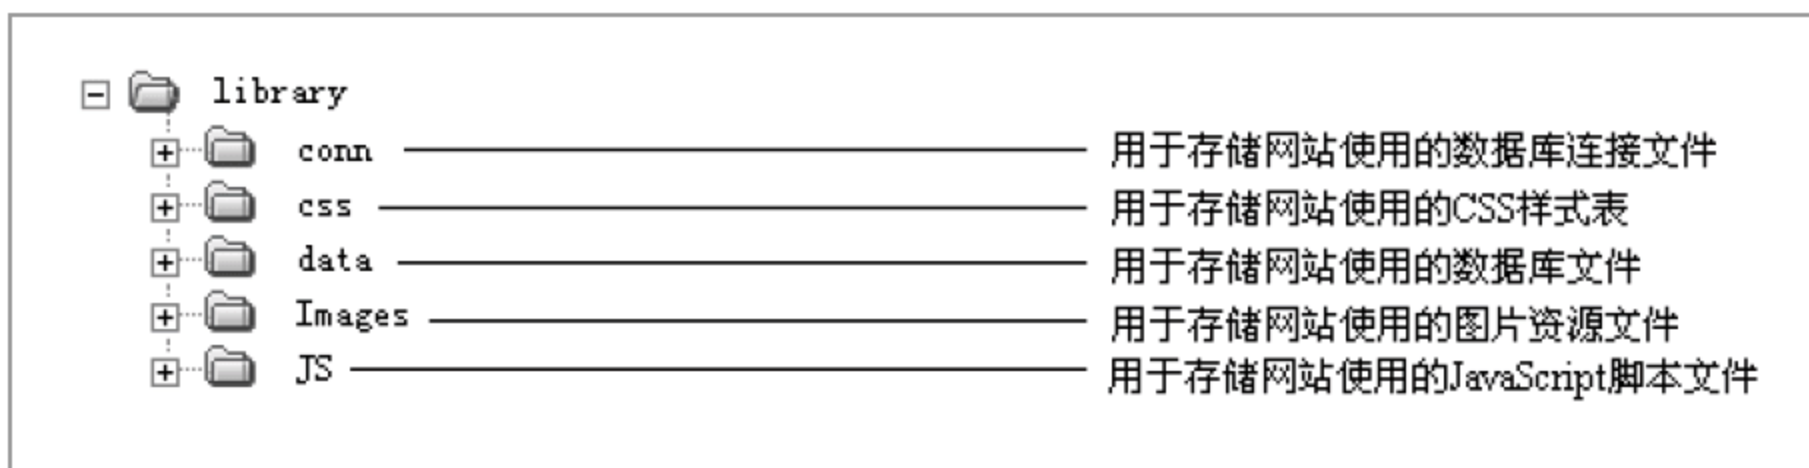 library
conn 用于存储网站使用的数据库连接文件
css 用于存储网站使用的CSS样式表
data 用于存储网站使用的数据库文件
Images 用于存储网站使用的图片资源文件
JS 用于存储网站使用的JavaScript脚本文件